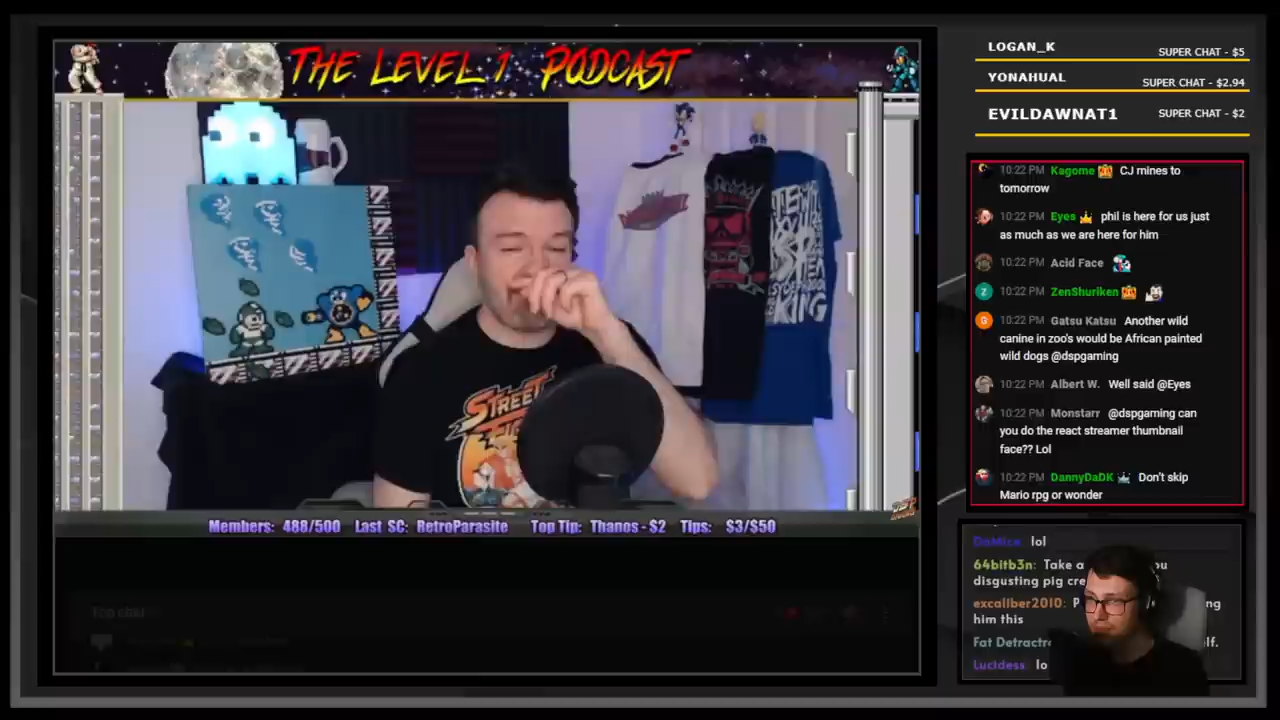 THE LEVEL 1 PODCAST
LOGAN_K
SUPER CHAT - $5
YONAHUAL
SUPER CHAT - $2.94
EVILDAWNAT1
SUPER CHAT - $2
10:22 PM Kagome CJ mines to
tomorrow
10:22 PM Eyes phil is here for us just
as much as we are here for him
10:22 PM Acid Face
Z 10:22 PM ZenShuriken
G 10:22 PM Gatsu Katsu Another wild
canine in zoo's would be African painted
wild dogs @dspgaming
10:22 PM Albert W. Well said @Eyes
10:22 PM Monstarr @dspgaming can
you do the react streamer thumbnail
face?? Lol
10:22 PM DannyDaDK Don't skip
Mario rpg or wonder
STREET
KING
Members: 488/500 Last SC: RetroParasite Top Tip: Thanos - $2 Tips: $3/$50
Top chat
lol
64bitb3n: Take a
disgusting pig
excaliber2010:
him this
Fat
Lucidess: lo